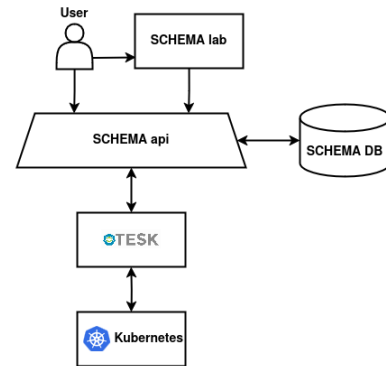 User
SCHEMA lab
SCHEMA api
SCHEMA DB
TESK
Kubernetes